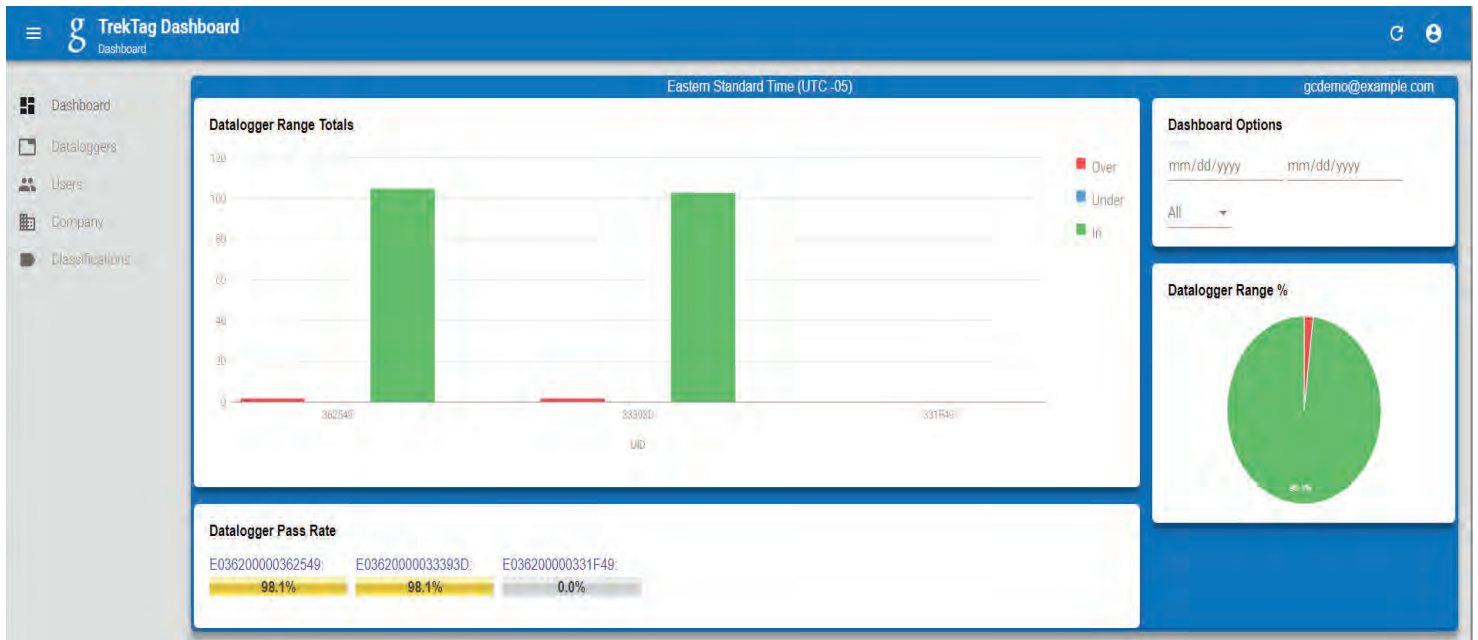 g TrekTag Dashboard
Dashboard
Eastern Standard Time (UTC -05)
gcdemo@example.com
Dashboard
Dataloggers
Users
Company
Classifications
Datalogger Range Totals
120
100
80
60
40
20
0
362549
33393D
331F49
UID
Over
Under
In
Dashboard Options
mm/dd/yyyy mm/dd/yyyy
All
Datalogger Range %
Datalogger Pass Rate
E036200000362549: E03620000033393D: E036200000331F49:
98.1% 98.1% 0.0%